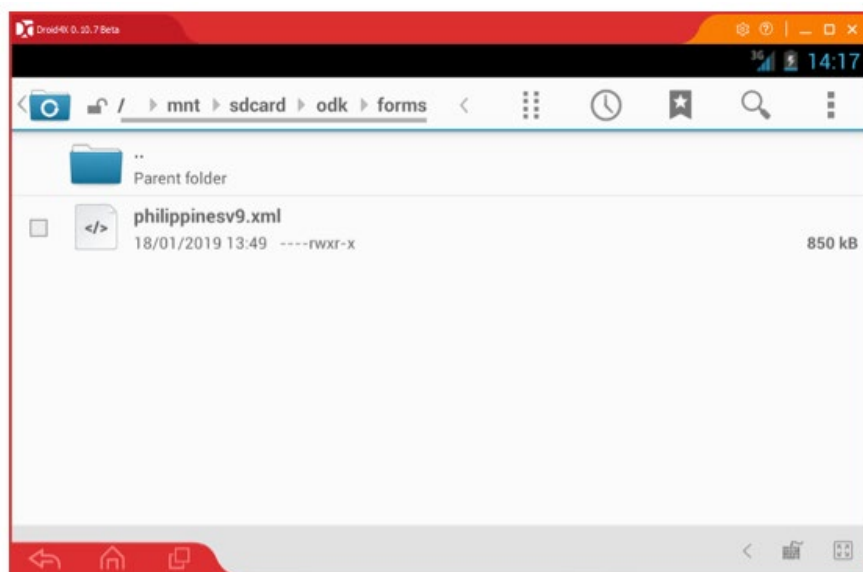 Droid4X 0.10.7 Beta
3G 14:17
/ mnt sdcard odk forms
..
Parent folder
</> philippinesv9.xml
18/01/2019 13:49 ----rwxr-x 850 kB